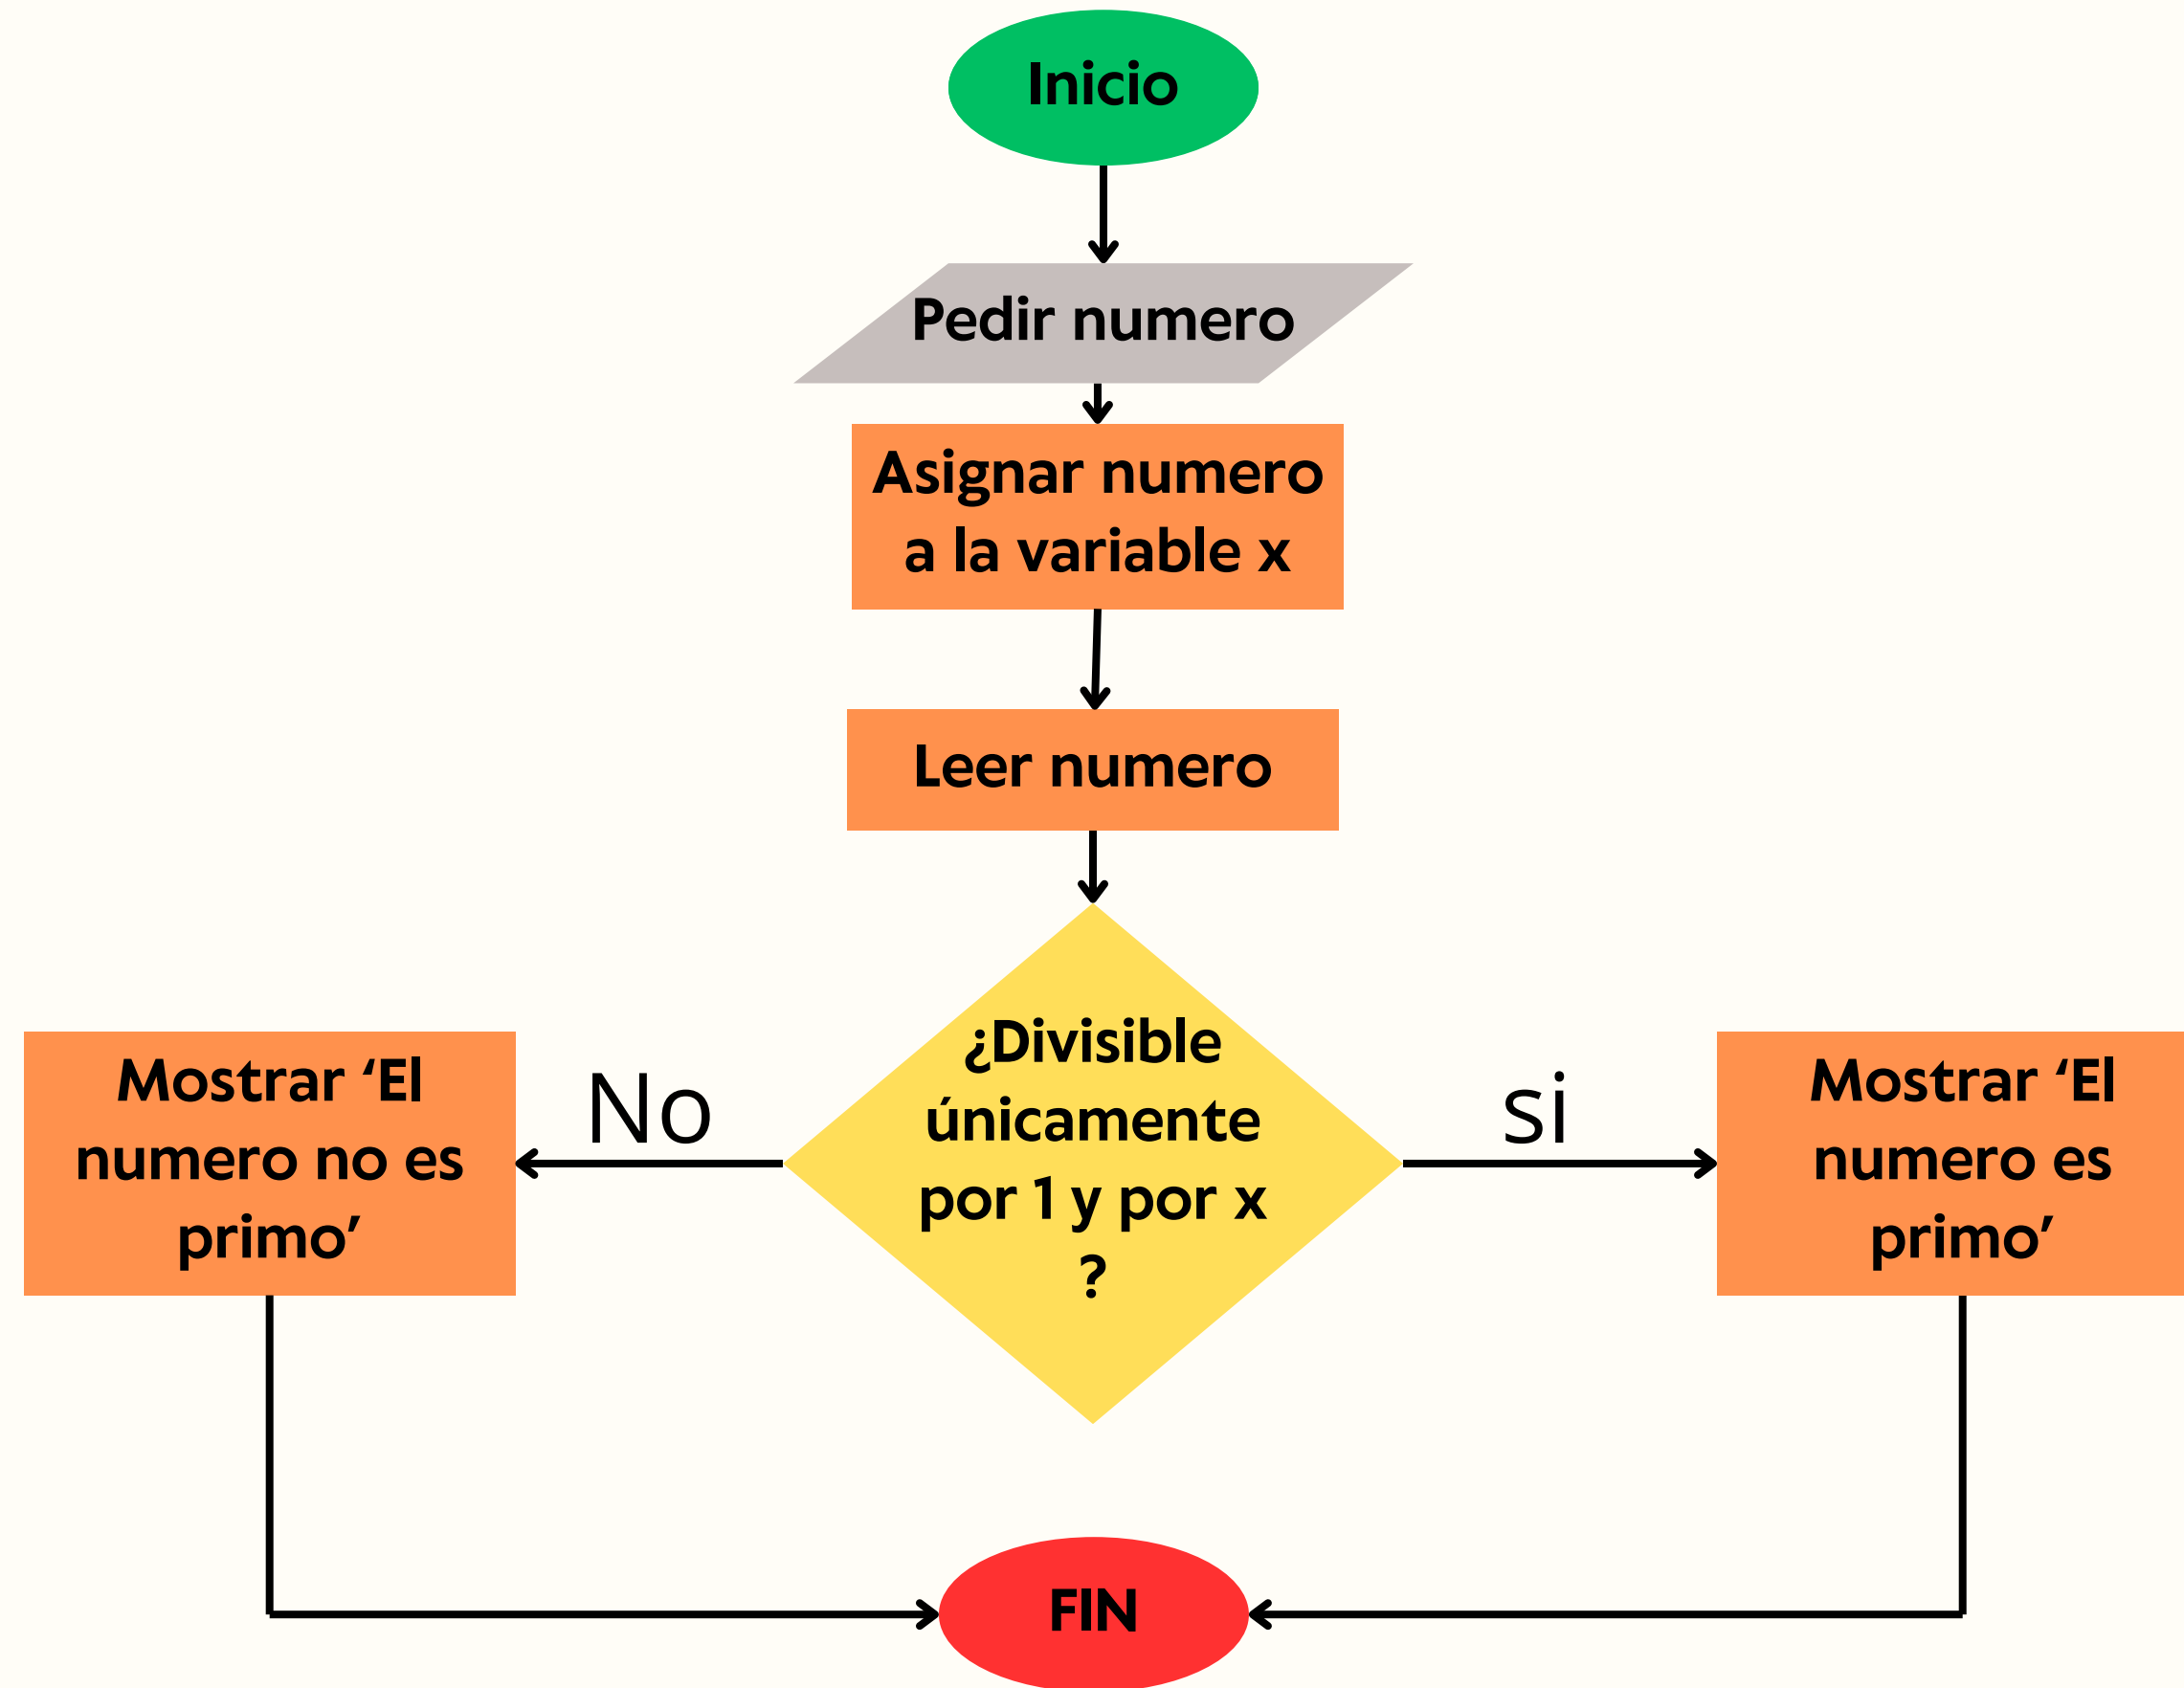 Inicio
Pedir numero
Asignar numero
a la variable x
Leer numero
¿Divisible
únicamente
por 1 y por x
?
No
si
Mostrar ‘El
numero no es
primo’
Mostrar ‘El
numero es
primo’
FIN